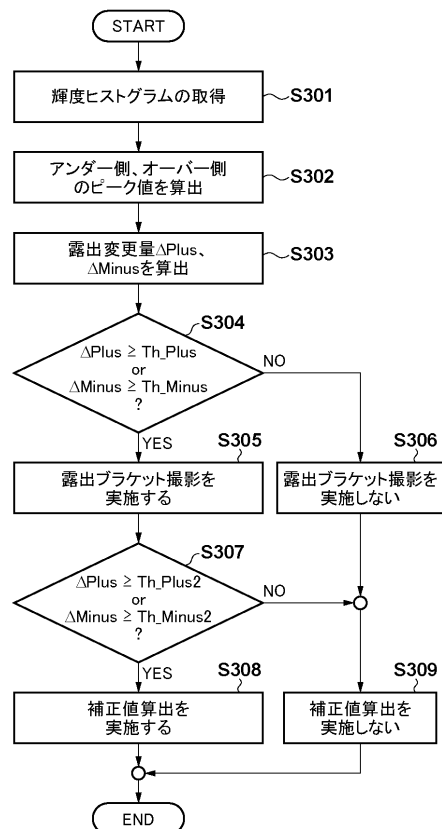 START
輝度ヒストグラムの取得
S301
アンダー側、オーバー側
のピーク値を算出
S302
露出変更量ΔPlus、
ΔMinusを算出
S303
S304
ΔPlus ≥ Th_Plus
or
ΔMinus ≥ Th_Minus
?
NO
YES
S305
露出ブラケット撮影を
実施する
S306
露出ブラケット撮影を
実施しない
S307
ΔPlus ≥ Th_Plus2
or
ΔMinus ≥ Th_Minus2
?
NO
YES
S308
補正値算出を
実施する
S309
補正値算出を
実施しない
END